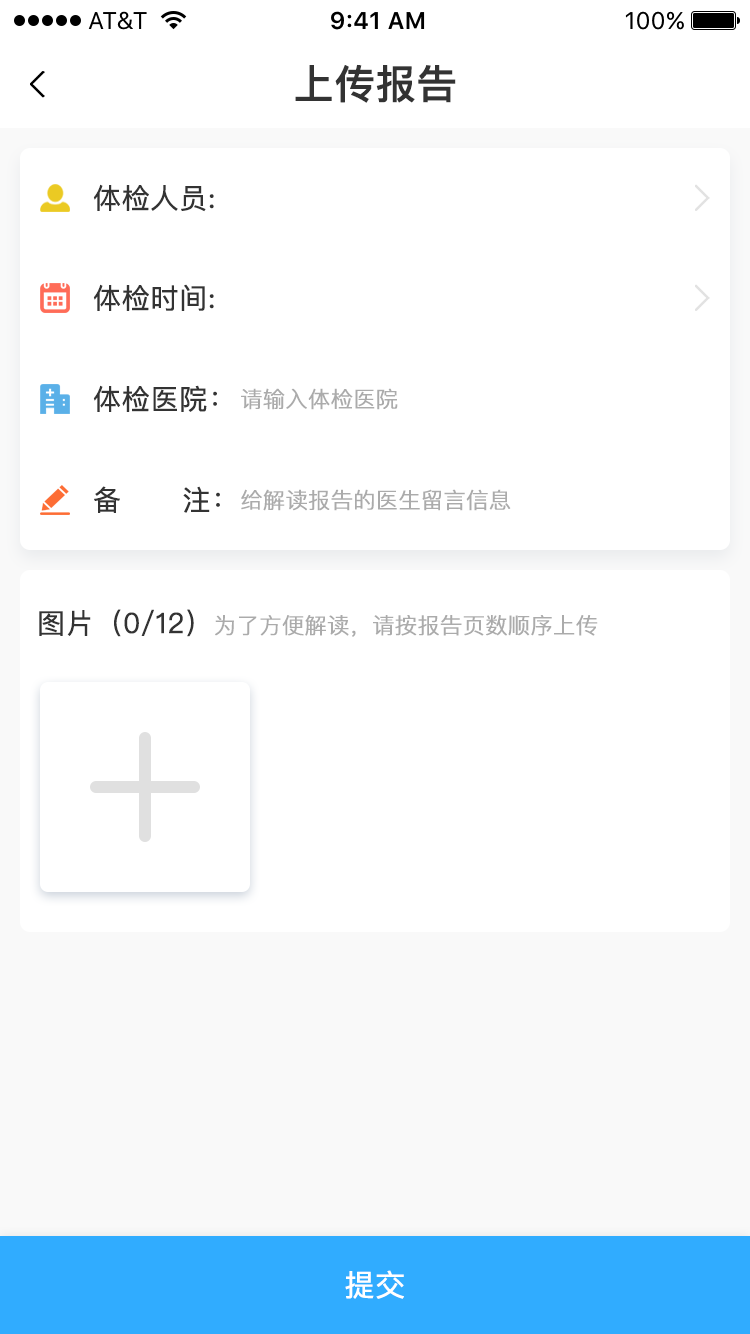 ●●●●● AT&T 9:41 AM 100%
上传报告
体检人员:
体检时间:
体检医院： 请输入体检医院
备 注： 给解读报告的医生留言信息
图片（0/12） 为了方便解读，请按报告页数顺序上传
提交